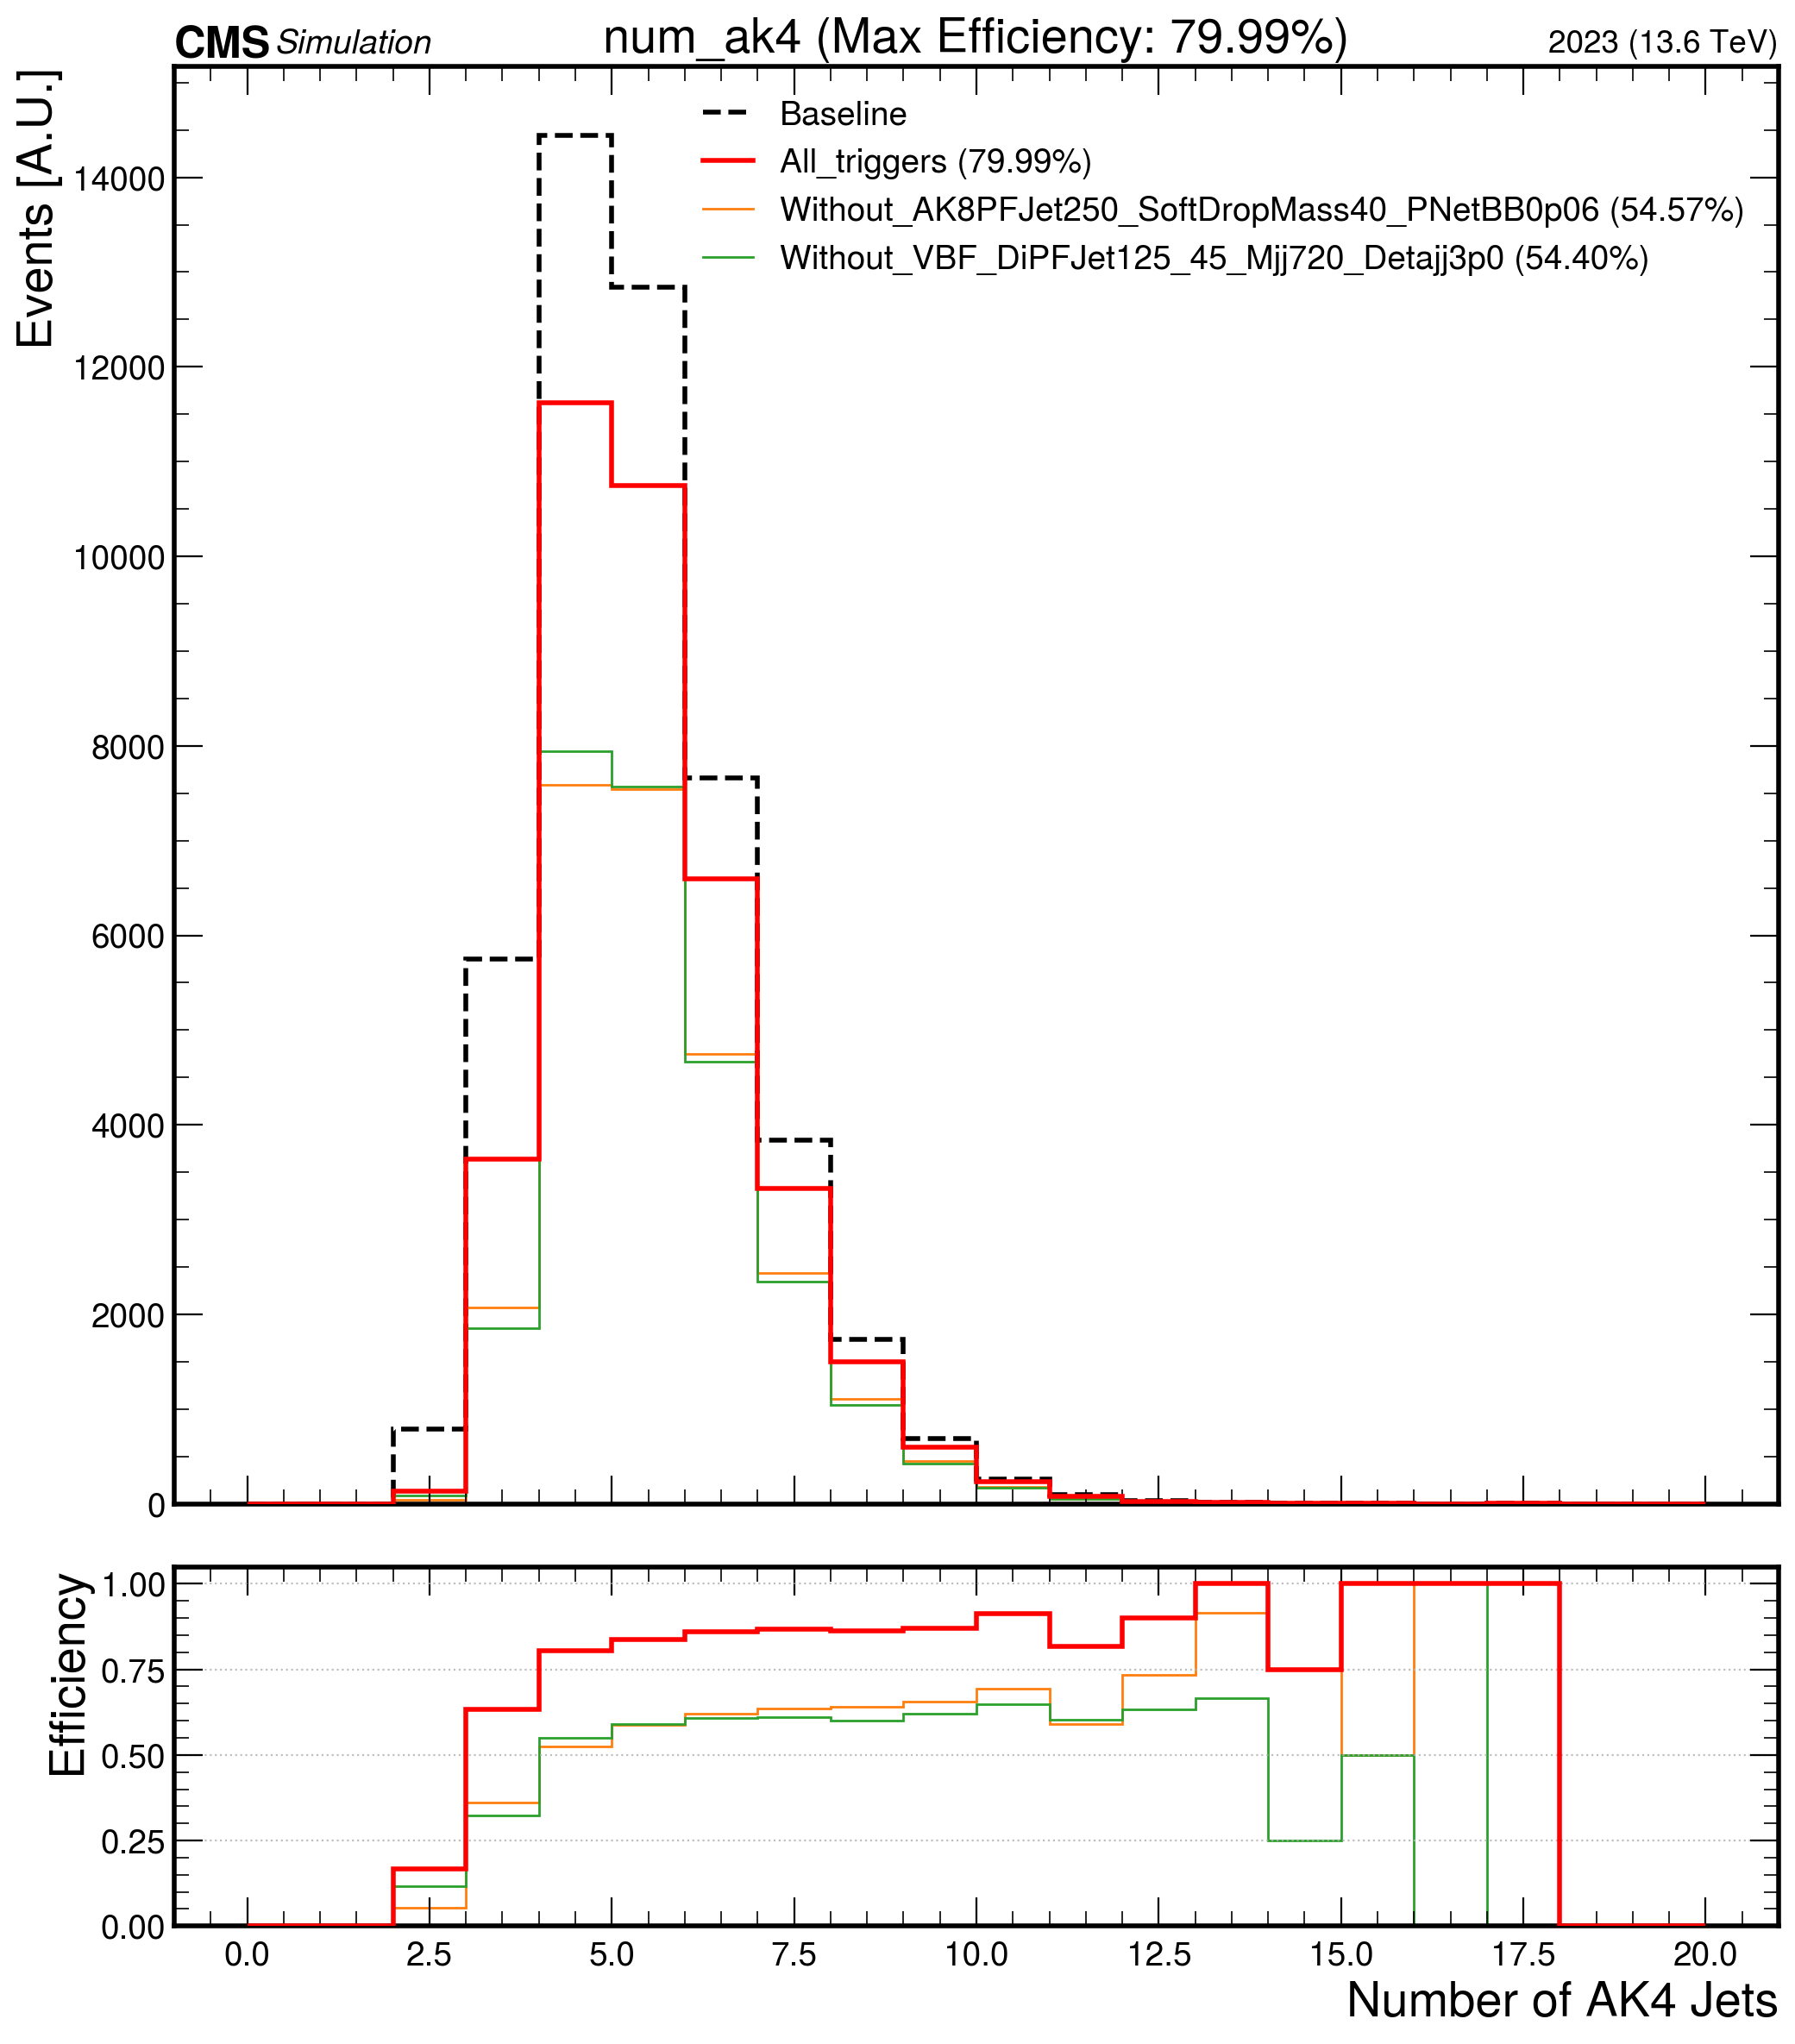 CMS Simulation num_ak4 (Max Efficiency: 79.99%) 2023 (13.6 TeV)
Events [A.U.]
Baseline
All_triggers (79.99%)
Without_AK8PFJet250_SoftDropMass40_PNetBB0p06 (54.57%)
Without_VBF_DiPFJet125_45_Mjj720_Detajj3p0 (54.40%)
14000
12000
10000
8000
6000
4000
2000
0
Efficiency
1.00
0.75
0.50
0.25
0.00
0.0 2.5 5.0 7.5 10.0 12.5 15.0 17.5 20.0
Number of AK4 Jets